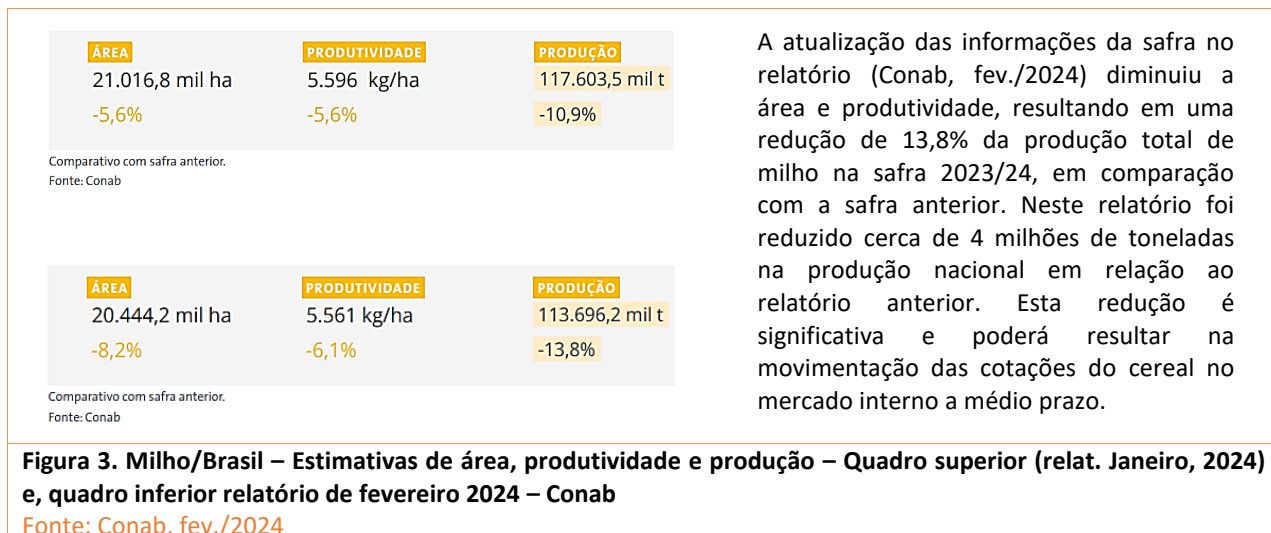 ÁREA PRODUTIVIDADE PRODUÇÃO
21.016,8 mil ha 5.596 kg/ha 117.603,5 mil t
-5,6% -5,6% -10,9%
Comparativo com safra anterior.
Fonte: Conab
ÁREA PRODUTIVIDADE PRODUÇÃO
20.444,2 mil ha 5.561 kg/ha 113.696,2 mil t
-8,2% -6,1% -13,8%
Comparativo com safra anterior.
Fonte: Conab
A atualização das informações da safra no
relatório (Conab, fev./2024) diminuiu a
área e produtividade, resultando em uma
redução de 13,8% da produção total de
milho na safra 2023/24, em comparação
com a safra anterior. Neste relatório foi
reduzido cerca de 4 milhões de toneladas
na produção nacional em relação ao
relatório anterior. Esta redução é
significativa e poderá resultar na
movimentação das cotações do cereal no
mercado interno a médio prazo.
Figura 3. Milho/Brasil – Estimativas de área, produtividade e produção – Quadro superior (relat. Janeiro, 2024)
e, quadro inferior relatório de fevereiro 2024 – Conab
Fonte: Conab, fev./2024